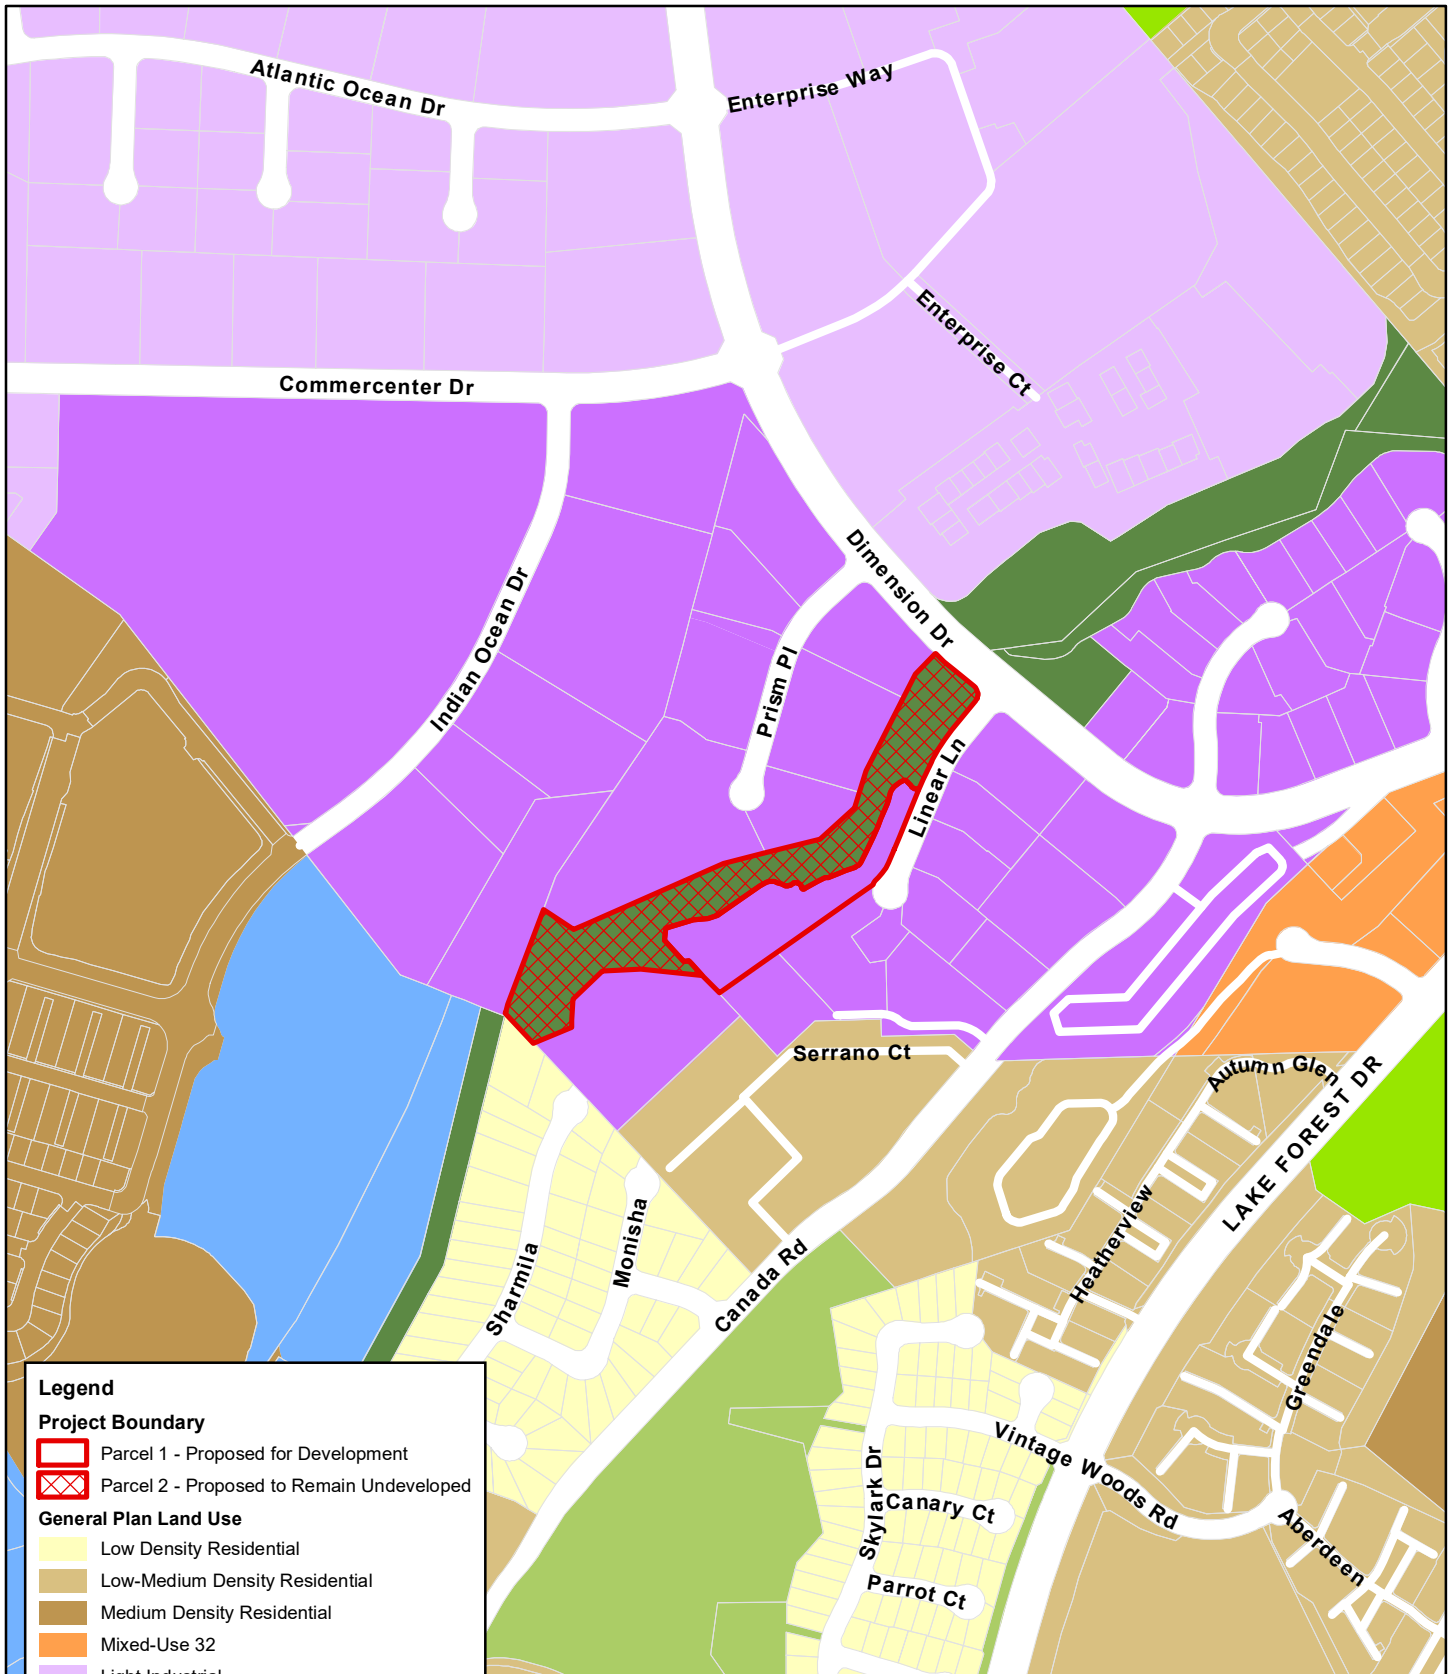 Atlantic Ocean Dr
Enterprise Way
Enterprise Ct
Commercenter Dr
Dimension Dr
Indian Ocean Dr
Prism Pl
Linear Ln
Serrano Ct
Autumn Glen
LAKE FOREST DR
Heatherview
Monisha
Sharmila
Canada Rd
Greendale
Vintage Woods Rd
Skylark Dr
Canary Ct
Aberdeen
Parrot Ct
Legend
Project Boundary
Parcel 1 - Proposed for Development
Parcel 2 - Proposed to Remain Undeveloped
General Plan Land Use
Low Density Residential
Low-Medium Density Residential
Medium Density Residential
Mixed-Use 32
Light Industrial